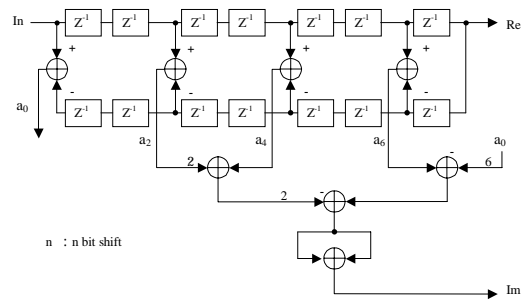 In Z⁻¹ Z⁻¹ Z⁻¹ Z⁻¹ Z⁻¹ Z⁻¹ Z⁻¹ Re
+ + + +
a₀ - - - -
Z⁻¹ Z⁻¹ Z⁻¹ Z⁻¹ Z⁻¹ Z⁻¹ Z⁻¹
a₂ a₄ a₆ a₀
2 - 6
2 -
n : n bit shift
Im